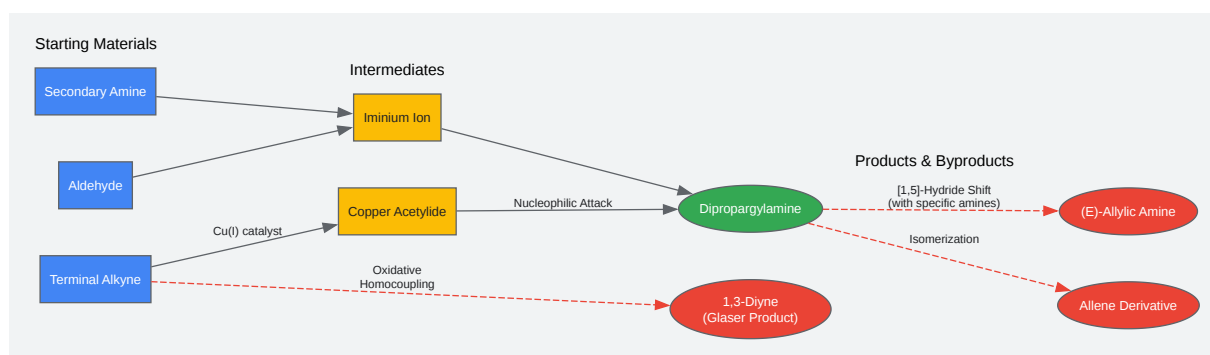 Starting Materials
Secondary Amine
Aldehyde
Terminal Alkyne
Intermediates
Iminium Ion
Copper Acetylide
Cu(I) catalyst
Oxidative
Homocoupling
Nucleophilic Attack
Dipropargylamine
1,3-Diyne
(Glaser Product)
Products & Byproducts
[1,5]-Hydride Shift
(with specific amines)
Isomerization
(E)-Allylic Amine
Allene Derivative